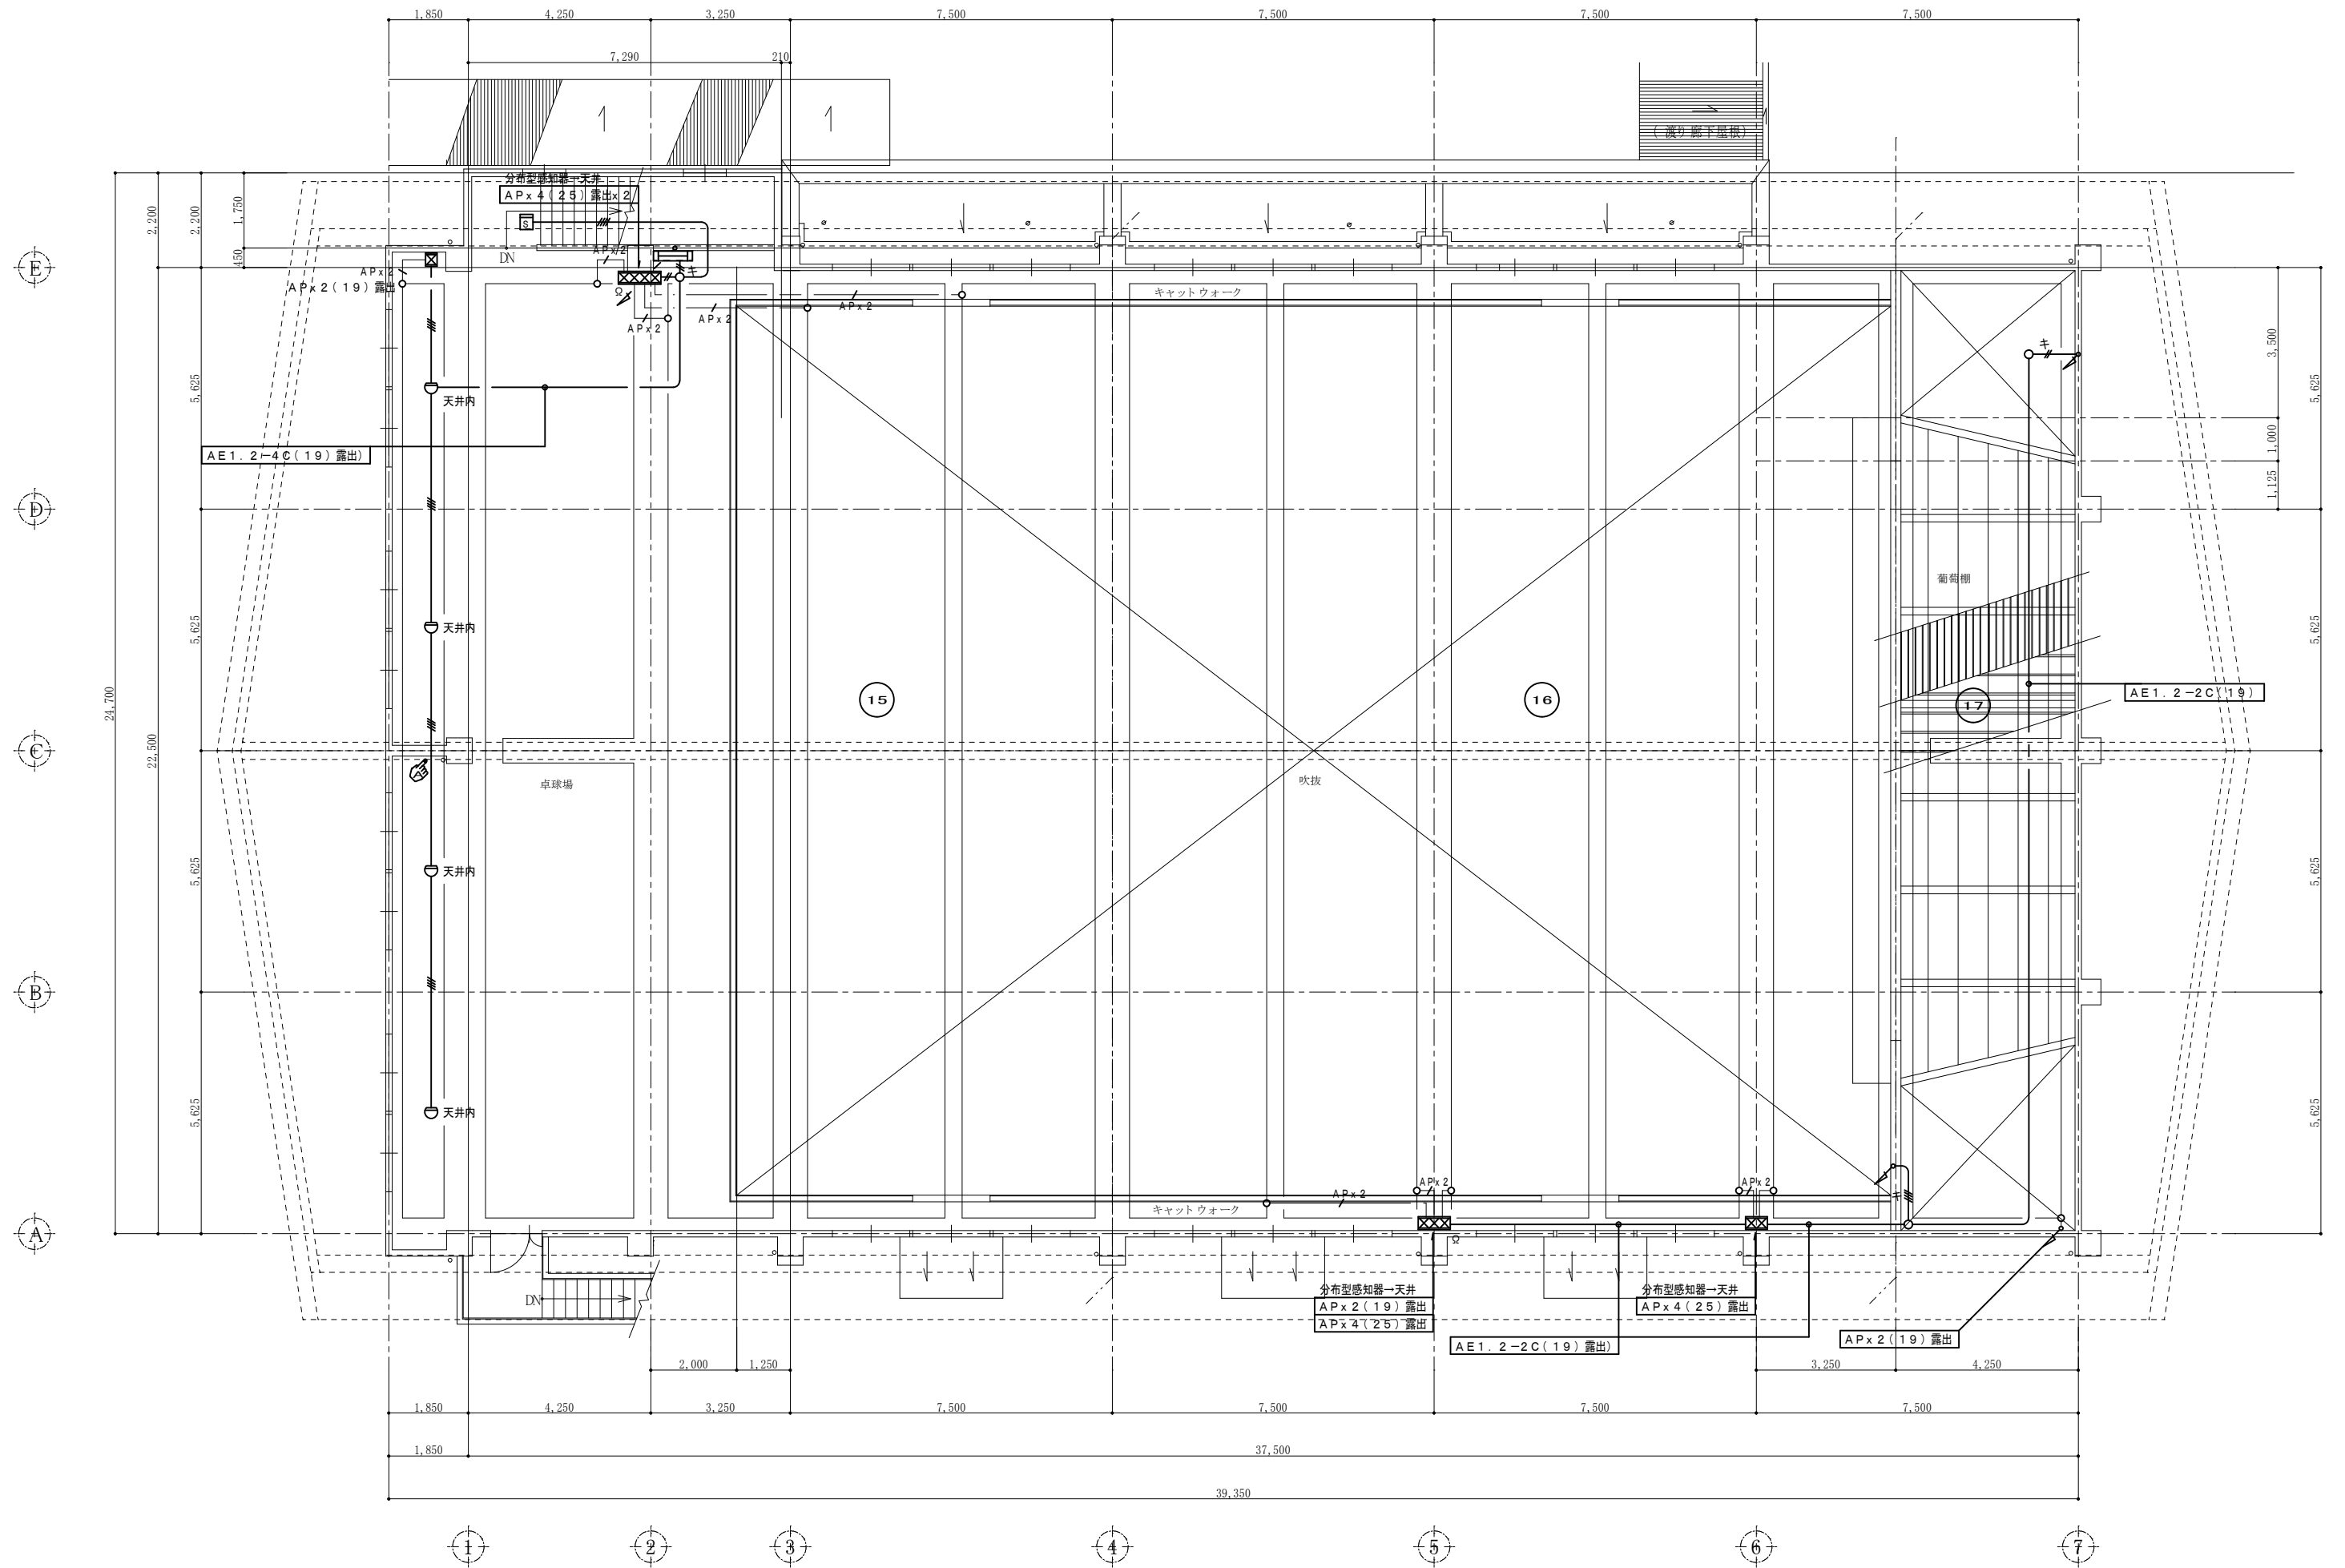 1,850
4,250
3,250
7,500
7,500
7,500
7,500
7,290
210
(渡り廊下屋根)
分布型感知器→天井
APx4(25)露出x2
S
2,200
2,200
1,750
450
DN
E
APx2
APx2(19)露出
APx2
キ
Ω
APx2
APx2
APx2
キャットウォーク
キ
3,500
天井内
5,625
5,625
1,000
AE1.2-4C(19)露出)
1,125
D
葡萄棚
天井内
5,625
5,625
24,700
22,500
15
16
17
AE1.2-2C(19)
C
卓球場
吹抜
天井内
5,625
5,625
B
天井内
5,625
5,625
APx2
APx2
APx2
キ
キャットウォーク
A
Ω
DN
分布型感知器→天井
APx2(19)露出
APx4(25)露出
分布型感知器→天井
APx4(25)露出
AE1.2-2C(19)露出)
APx2(19)露出
2,000
1,250
3,250
4,250
1,850
4,250
3,250
7,500
7,500
7,500
7,500
1,850
37,500
39,350
1
2
3
4
5
6
7